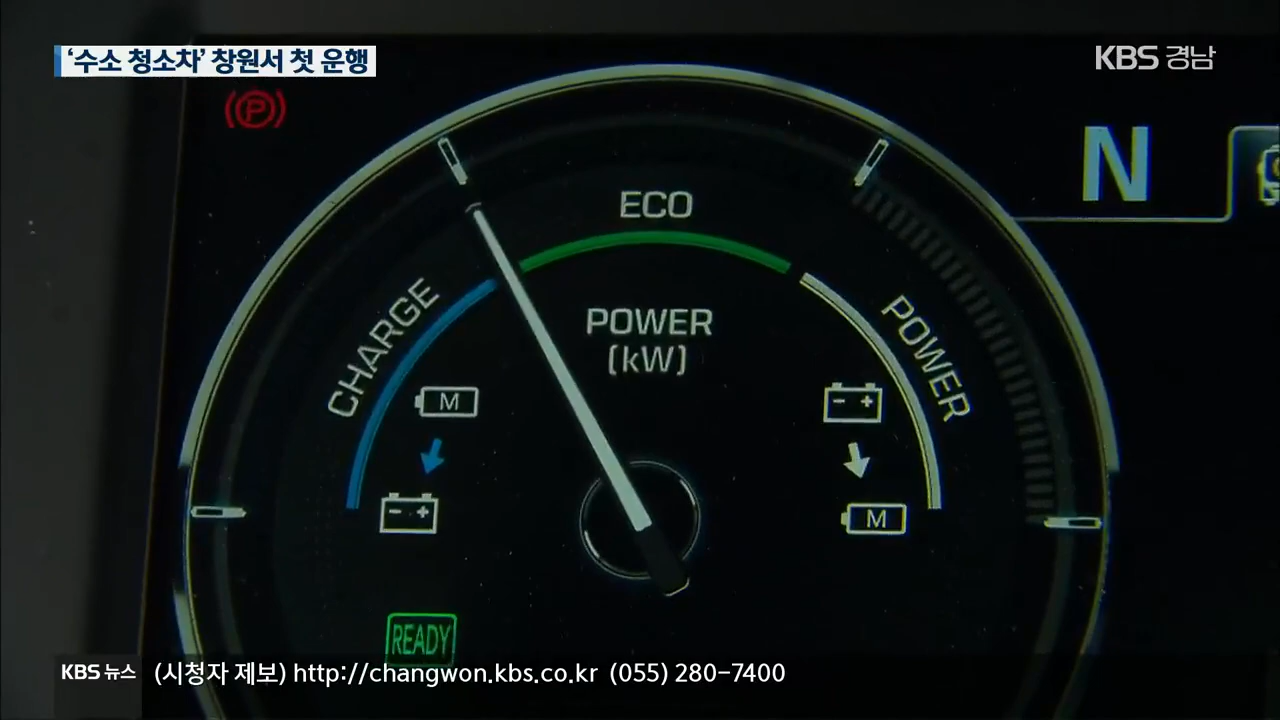 ‘수소 청소차’ 창원서 첫 운행
KBS 경남
P
N
ECO
CHARGE
POWER
(kW)
POWER
M
- +
- +
M
READY
KBS 뉴스 (시청자 제보) http://changwon.kbs.co.kr (055) 280-7400